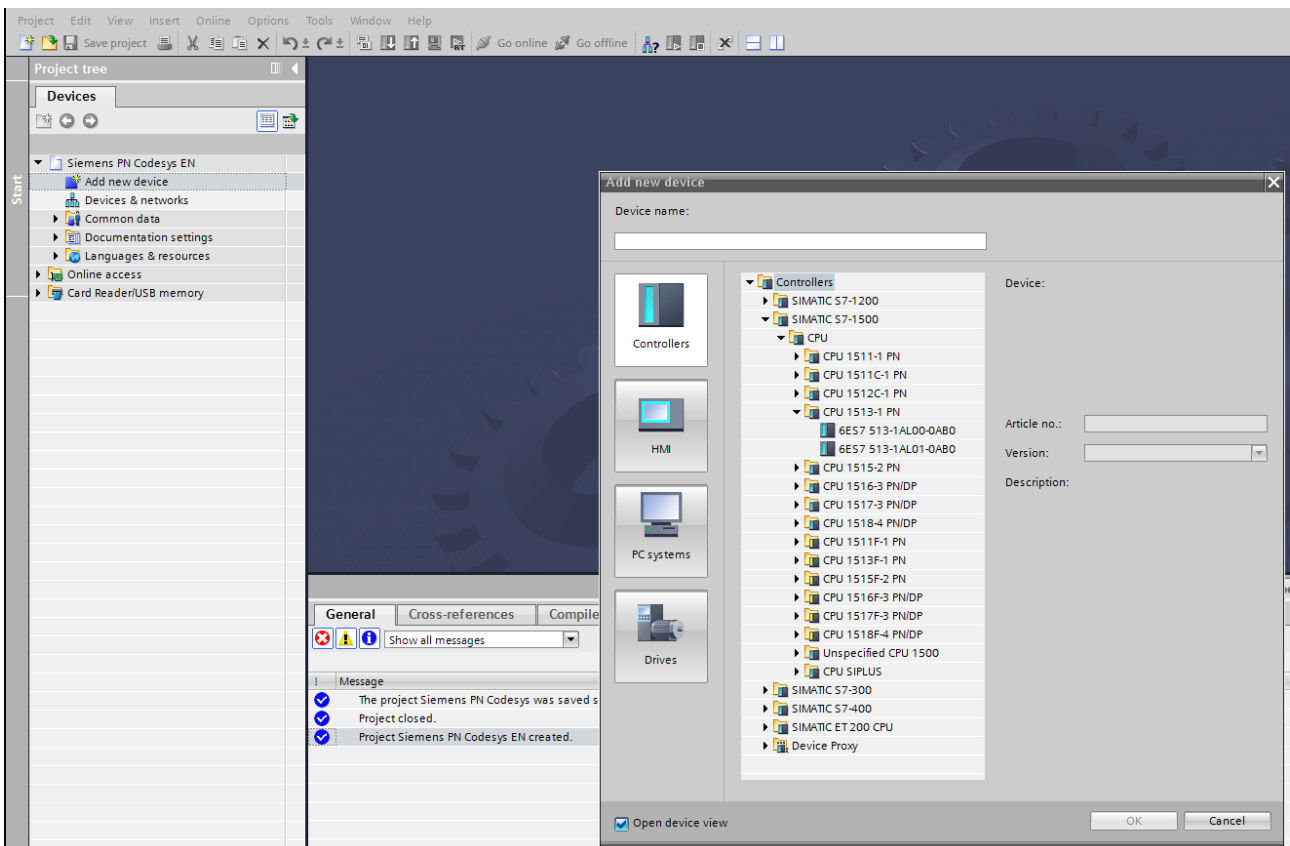 Project Edit View Insert Online Options Tools Window Help
Save project Go online Go offline
Project tree
Devices
Start
Siemens PN Codesys EN
Add new device
Devices & networks
Common data
Documentation settings
Languages & resources
Online access
Card Reader/USB memory
Add new device
Device name:
Controllers
HMI
PC systems
Drives
Controllers
SIMATIC S7-1200
SIMATIC S7-1500
CPU
CPU 1511-1 PN
CPU 1511C-1 PN
CPU 1512C-1 PN
CPU 1513-1 PN
6ES7 513-1AL00-0AB0
6ES7 513-1AL01-0AB0
CPU 1515-2 PN
CPU 1516-3 PN/DP
CPU 1517-3 PN/DP
CPU 1518-4 PN/DP
CPU 1511F-1 PN
CPU 1513F-1 PN
CPU 1515F-2 PN
CPU 1516F-3 PN/DP
CPU 1517F-3 PN/DP
CPU 1518F-4 PN/DP
Unspecified CPU 1500
CPU SIPLUS
SIMATIC S7-300
SIMATIC S7-400
SIMATIC ET 200 CPU
Device Proxy
Device:
Article no.:
Version:
Description:
Open device view
OK Cancel
General Cross-references Compile
Show all messages
! Message
The project Siemens PN Codesys was saved s
Project closed.
Project Siemens PN Codesys EN created.